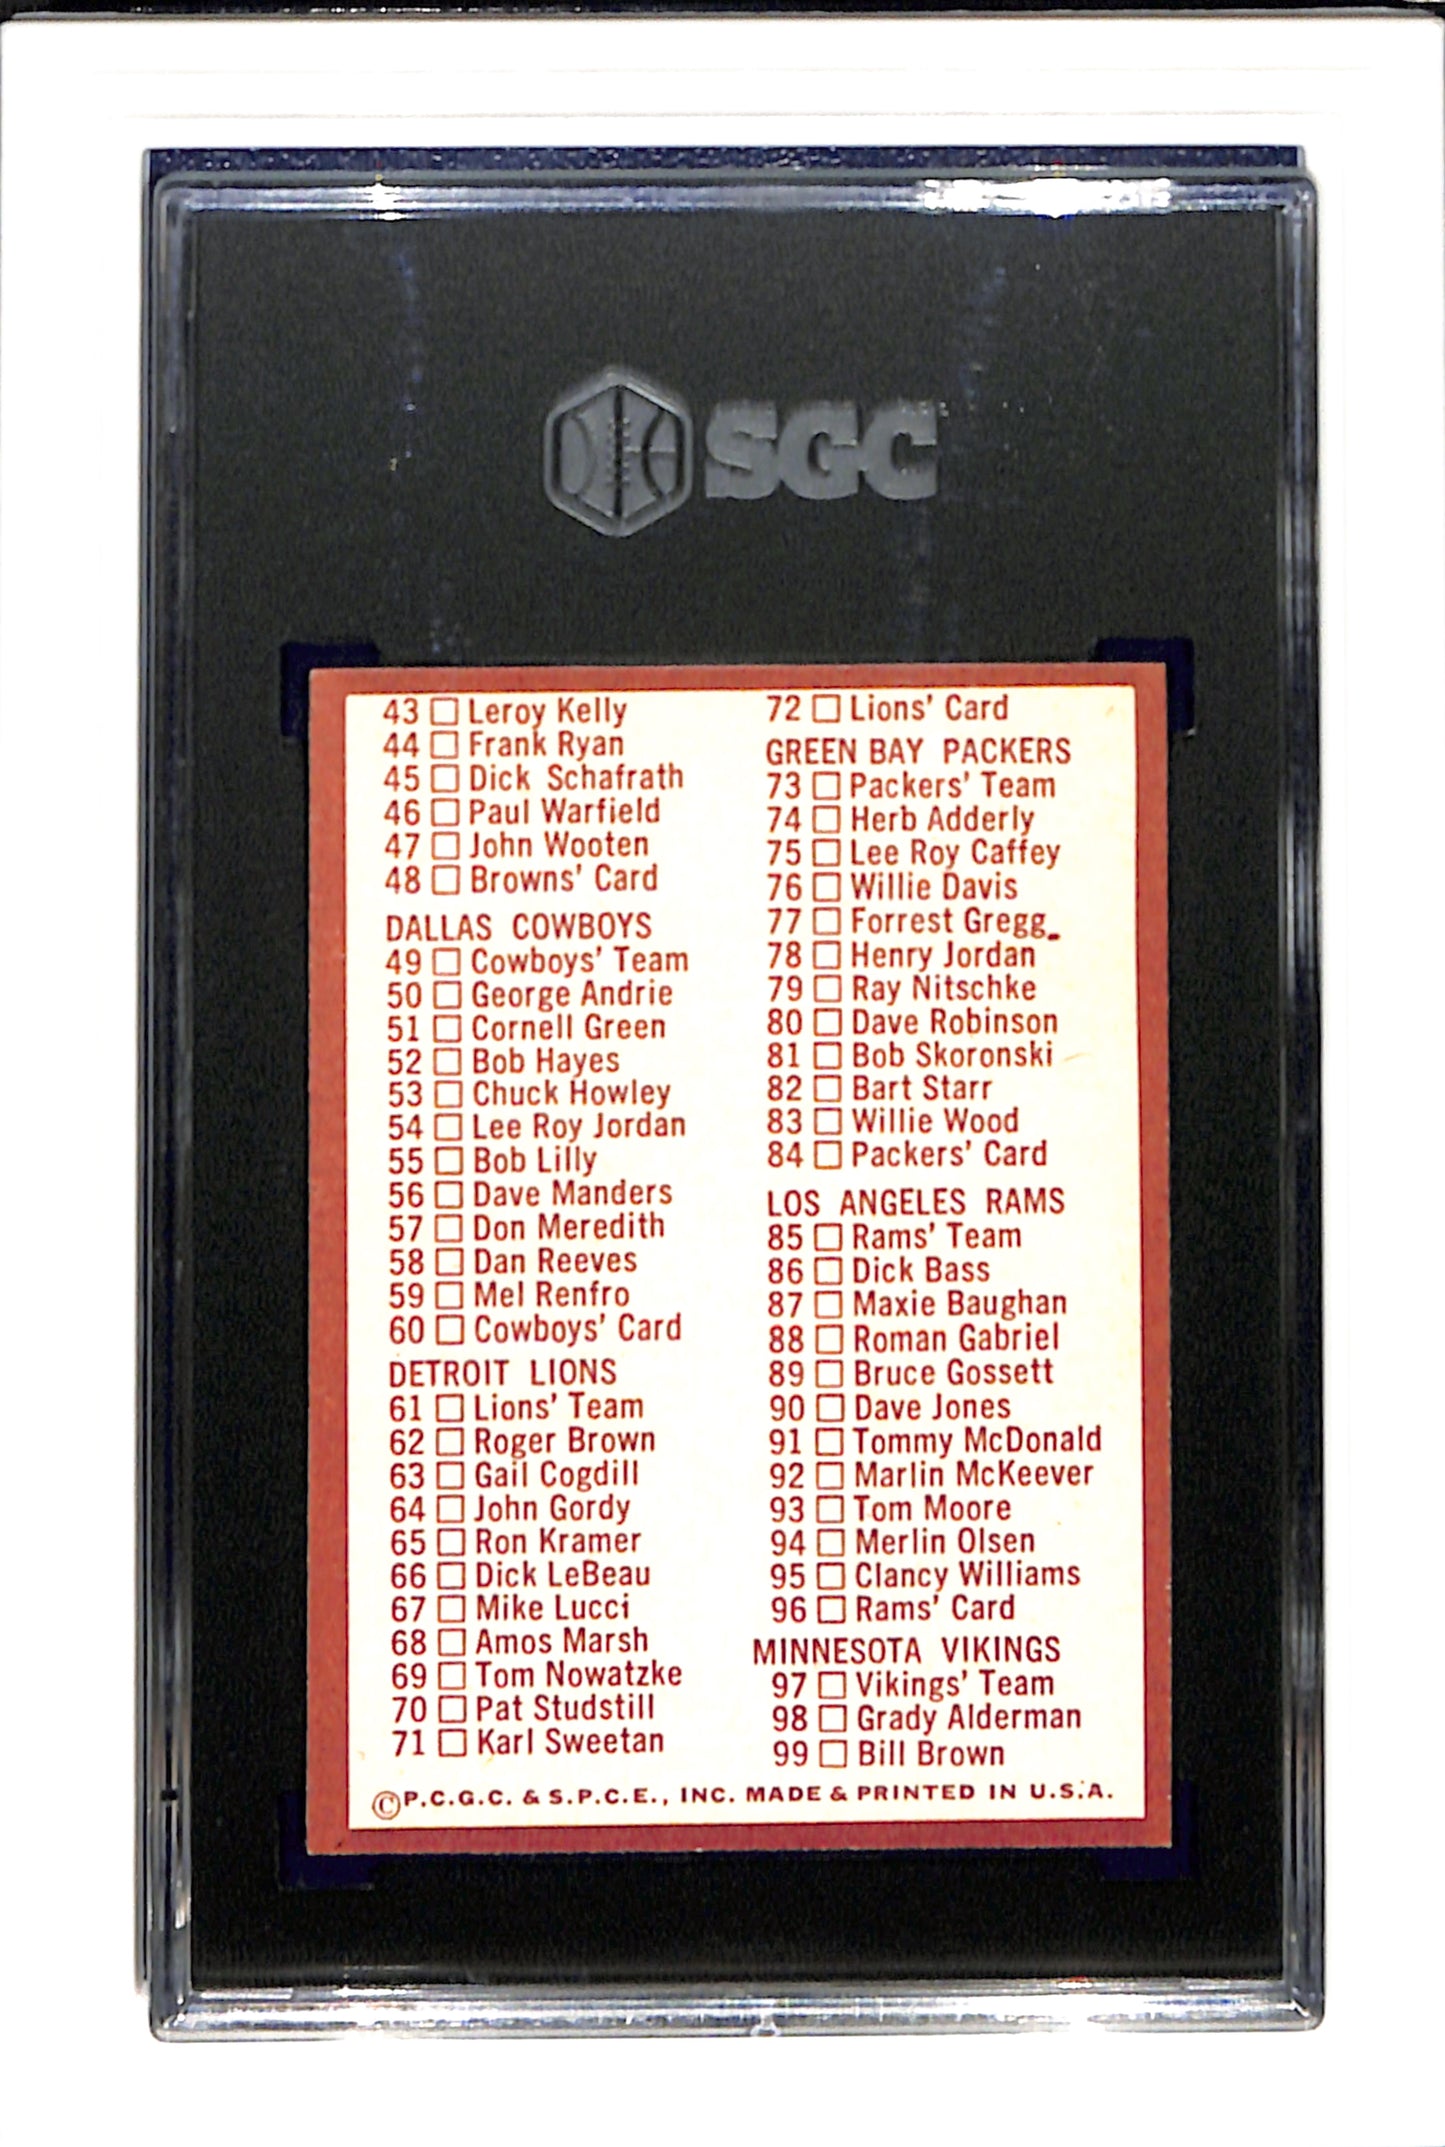 SGC
43 Leroy Kelly
44 Frank Ryan
45 Dick Schafrath
46 Paul Warfield
47 John Wooten
48 Browns' Card
DALLAS COWBOYS
49 Cowboys' Team
50 George Andrie
51 Cornell Green
52 Bob Hayes
53 Chuck Howley
54 Lee Roy Jordan
55 Bob Lilly
56 Dave Manders
57 Don Meredith
58 Dan Reeves
59 Mel Renfro
60 Cowboys' Card
DETROIT LIONS
61 Lions' Team
62 Roger Brown
63 Gail Cogdill
64 John Gordy
65 Ron Kramer
66 Dick LeBeau
67 Mike Lucci
68 Amos Marsh
69 Tom Nowatzke
70 Pat Studstill
71 Karl Sweetan
72 Lions' Card
GREEN BAY PACKERS
73 Packers' Team
74 Herb Adderly
75 Lee Roy Caffey
76 Willie Davis
77 Forrest Gregg
78 Henry Jordan
79 Ray Nitschke
80 Dave Robinson
81 Bob Skoronski
82 Bart Starr
83 Willie Wood
84 Packers' Card
LOS ANGELES RAMS
85 Rams' Team
86 Dick Bass
87 Maxie Baughan
88 Roman Gabriel
89 Bruce Gossett
90 Dave Jones
91 Tommy McDonald
92 Marlin McKeever
93 Tom Moore
94 Merlin Olsen
95 Clancy Williams
96 Rams' Card
MINNESOTA VIKINGS
97 Vikings' Team
98 Grady Alderman
99 Bill Brown
©P.C.G.C. & S.P.C.E., INC. MADE & PRINTED IN U.S.A.